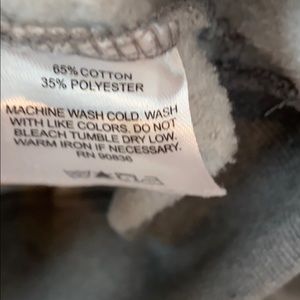 65% COTTON
35% POLYESTER
MACHINE WASH COLD. WASH
WITH LIKE COLORS. DO NOT
BLEACH TUMBLE DRY LOW.
WARM IRON IF NECESSARY.
RN 90836